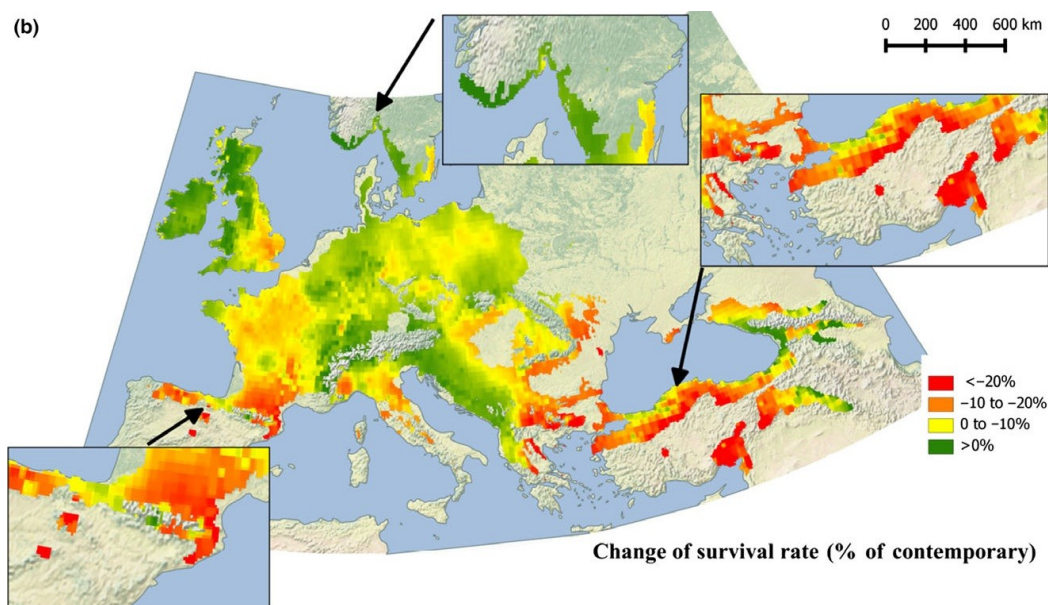 (b)
0 200 400 600 km
<−20%
−10 to −20%
0 to −10%
>0%
Change of survival rate (% of contemporary)